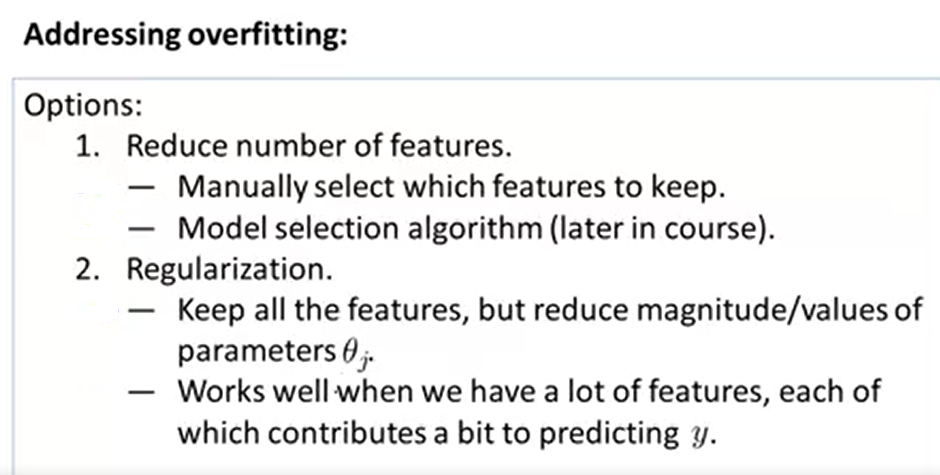 Addressing overfitting:
Options:
1. Reduce number of features.
— Manually select which features to keep.
— Model selection algorithm (later in course).
2. Regularization.
— Keep all the features, but reduce magnitude/values of
parameters θⱼ.
— Works well when we have a lot of features, each of
which contributes a bit to predicting y.